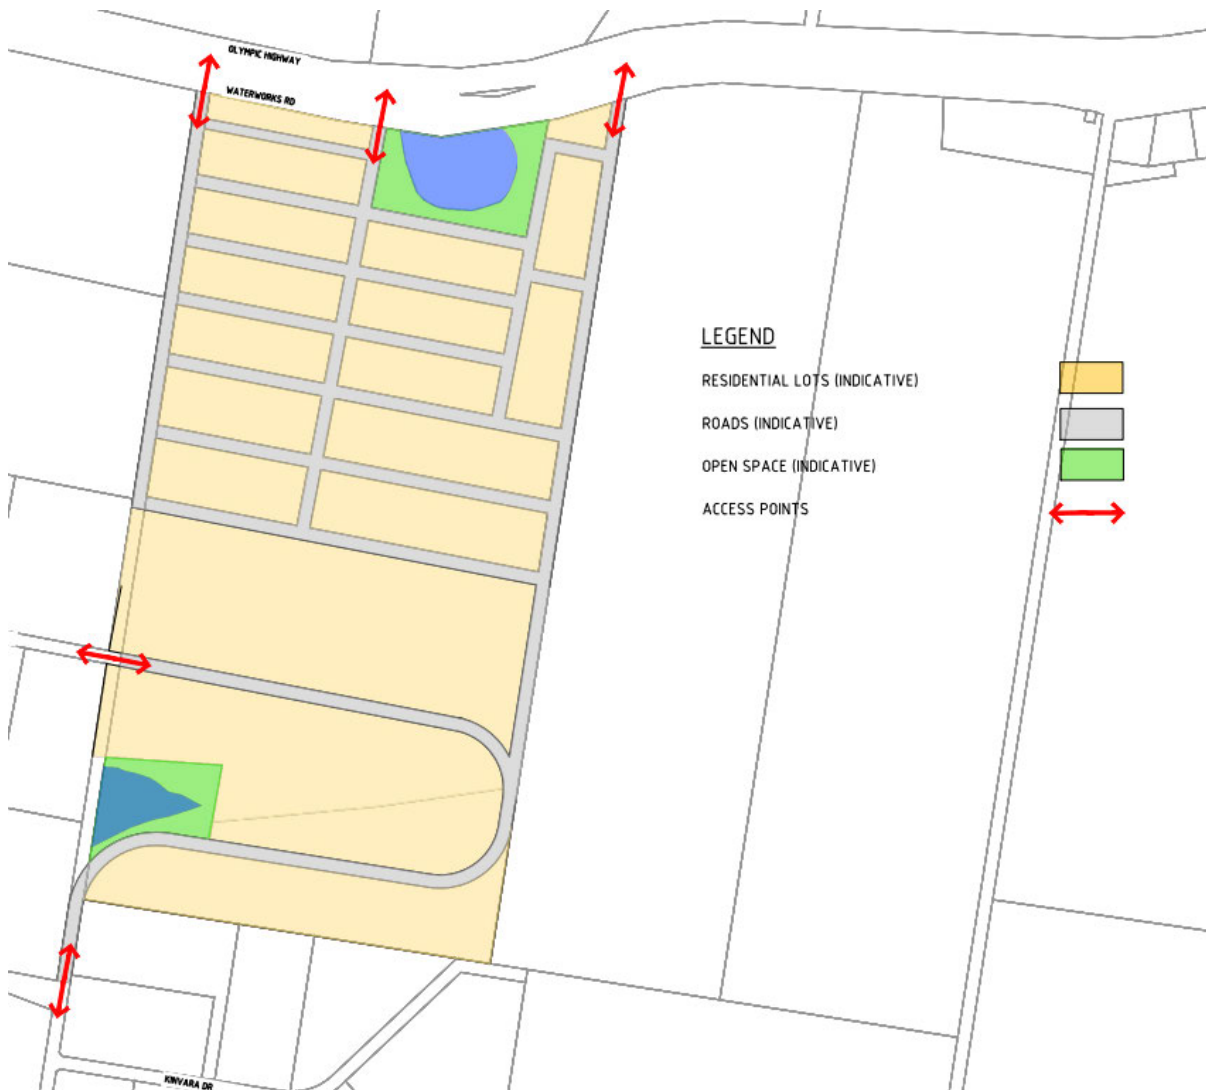 OLYMPIC HIGHWAY
WATERWORKS RD
LEGEND
RESIDENTIAL LOTS (INDICATIVE)
ROADS (INDICATIVE)
OPEN SPACE (INDICATIVE)
ACCESS POINTS
KINVARA DR